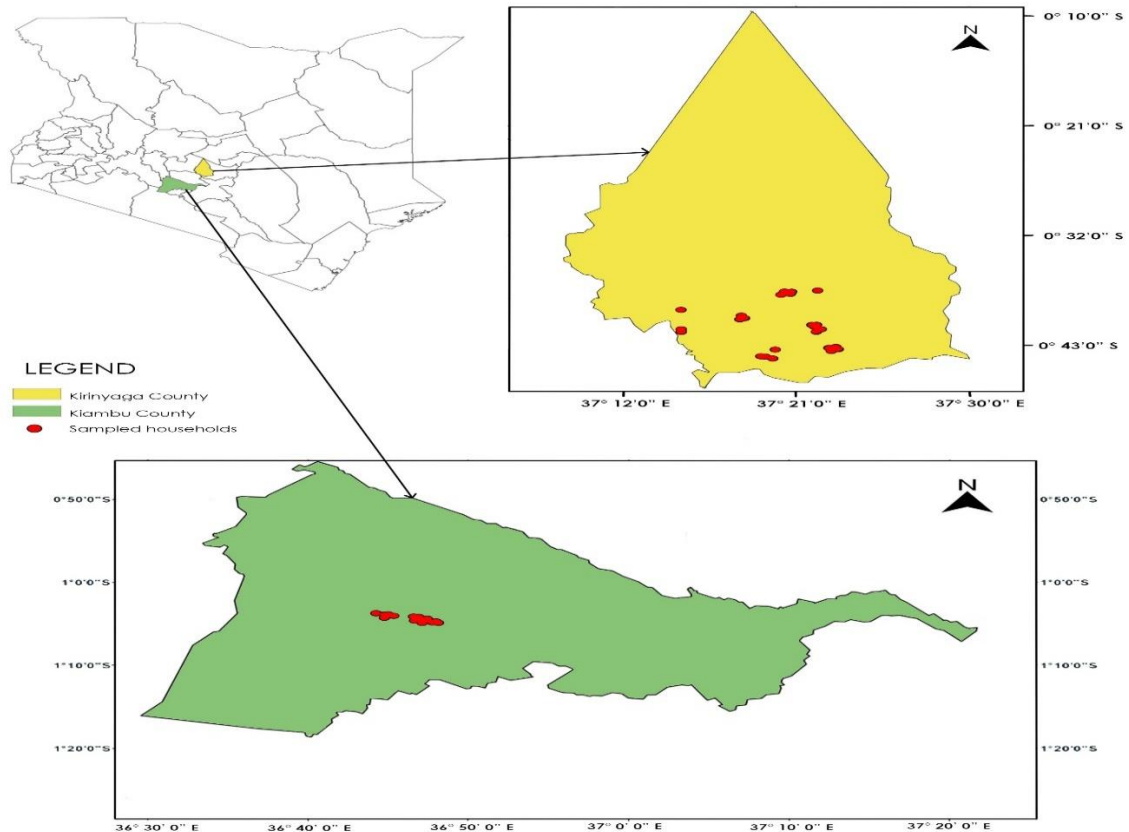 N
0° 10'0'' S
0° 21'0'' S
0° 32'0'' S
0° 43'0'' S
37° 12'0'' E
37° 21'0'' E
37° 30'0'' E
LEGEND
Kirinyaga County
Kiambu County
Sampled households
N
0°50'0"S
0°50'0"S
1°0'0"S
1°0'0"S
1°10'0"S
1°10'0"S
1°20'0"S
1°20'0"S
36° 30'0" E
36° 40'0" E
36° 50'0" E
37° 0'0" E
37° 10'0" E
37° 20'0" E